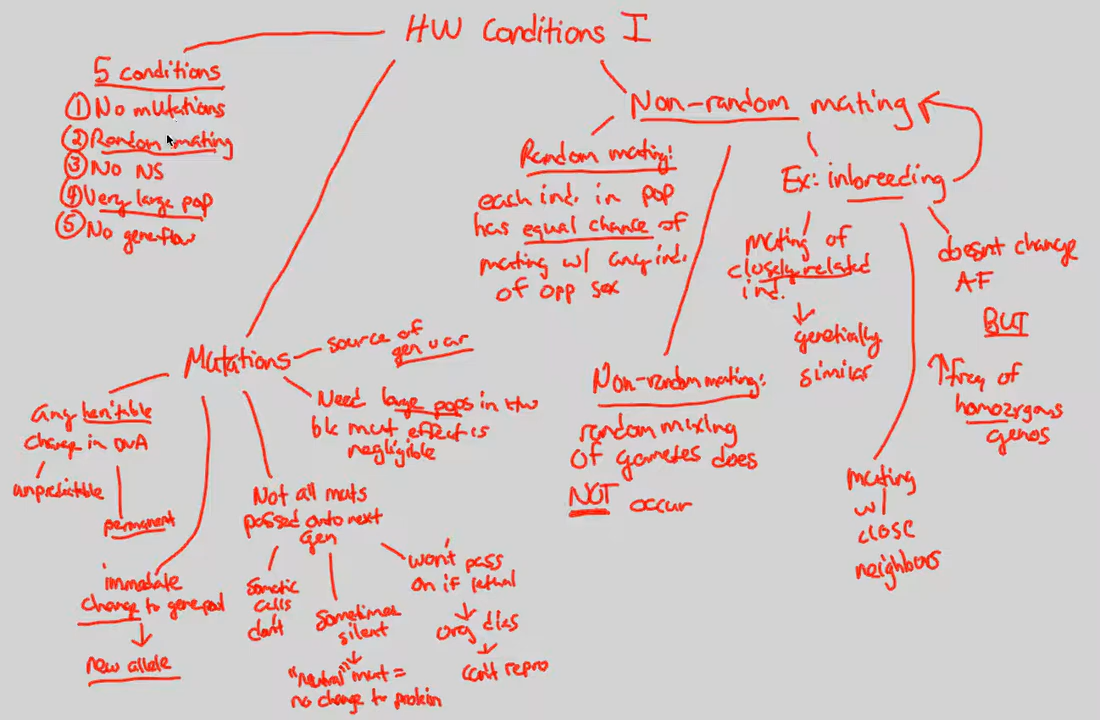 HW Conditions I
5 conditions
① No mutations
② Random mating
③ No NS
④ Very large pop
⑤ No gene flow
Non-random mating
Random mating:
each ind. in pop
has equal chance of
mating w/ any ind.
of opp sex
Non-random mating:
random mixing
of gametes does
NOT occur
Ex: inbreeding
mating of
closely related
ind.
↓
genetially
similar
mating
w/
close
neighbors
doesnt change
AF
BUT
↑ freq of
homozygous
genos
Mutations
source of
gen var
Need large pops in HW
b/c mut effect is
negligible
any heritable
change in DNA
unpredictable
permanent
immediate
change to gene pool
↓
new allele
Not all muts
passed onto next
gen
Somatic
cells
don't
Sometimes
silent
↓
"Neutral" mut =
no change to protein
won't pass
on if lethal
↓
org dies
↓
can't repro